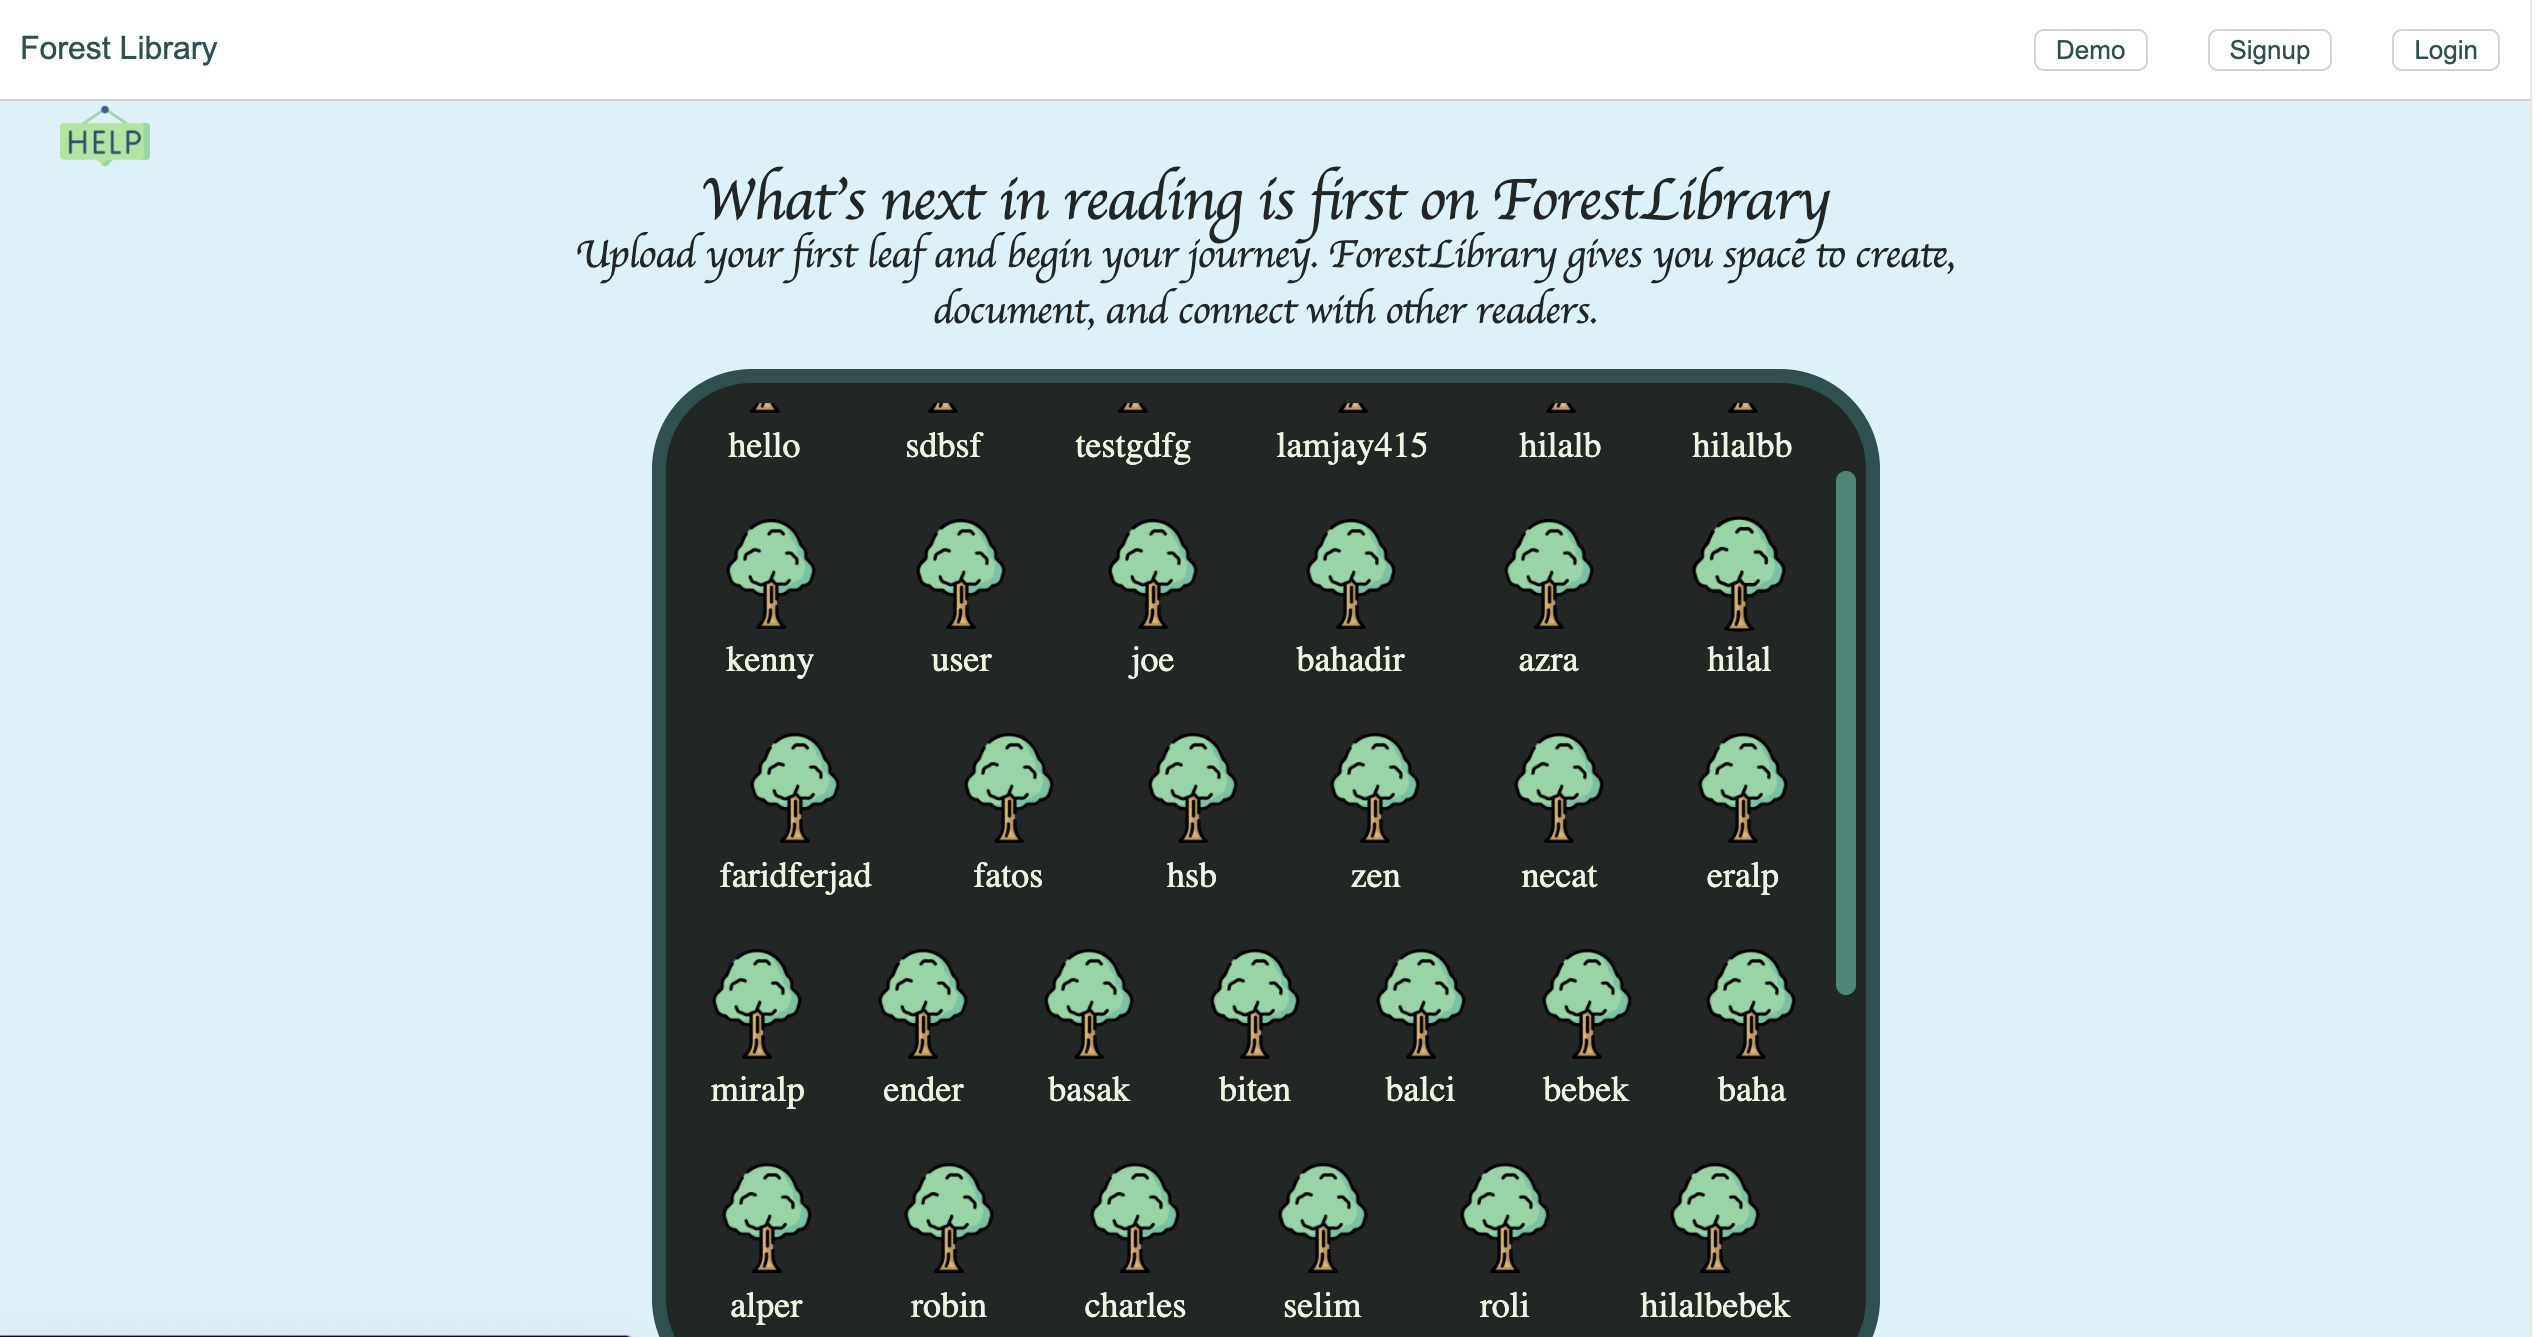 Forest Library
Demo
Signup
Login
HELP
What's next in reading is first on ForestLibrary
Upload your first leaf and begin your journey. ForestLibrary gives you space to create,
document, and connect with other readers.
hello sdbsf testgdfg lamjay415 hilalb hilalbb
kenny user joe bahadir azra hilal
faridferjad fatos hsb zen necat eralp
miralp ender basak biten balci bebek baha
alper robin charles selim roli hilalbebek